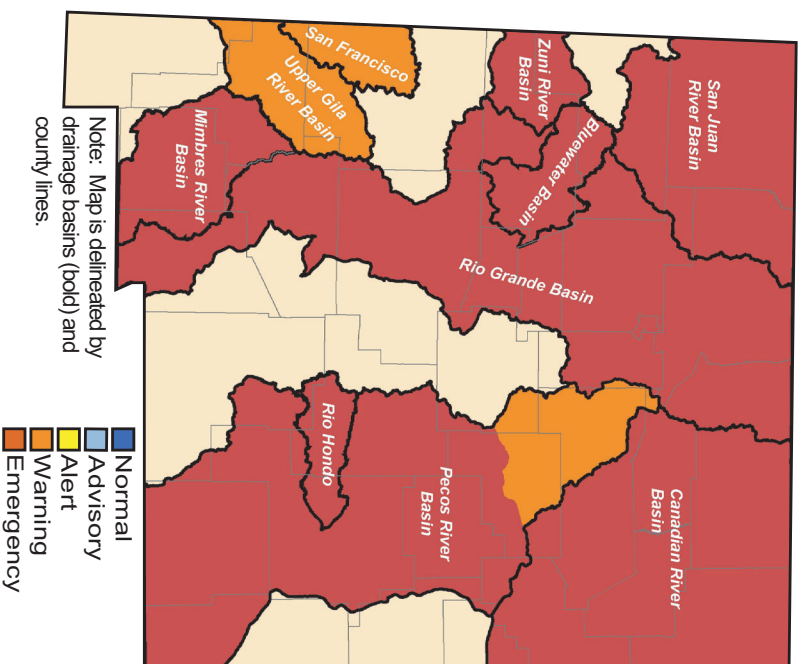 San Francisco
Upper Gila
River Basin
Zuni River
Basin
San Juan
River Basin
Bluewater Basin
Mimbres River
Basin
Rio Grande Basin
Rio Hondo
Pecos River
Basin
Canadian River
Basin
Note: Map is delineated by
drainage basins (bold) and
county lines.
Normal
Advisory
Alert
Warning
Emergency